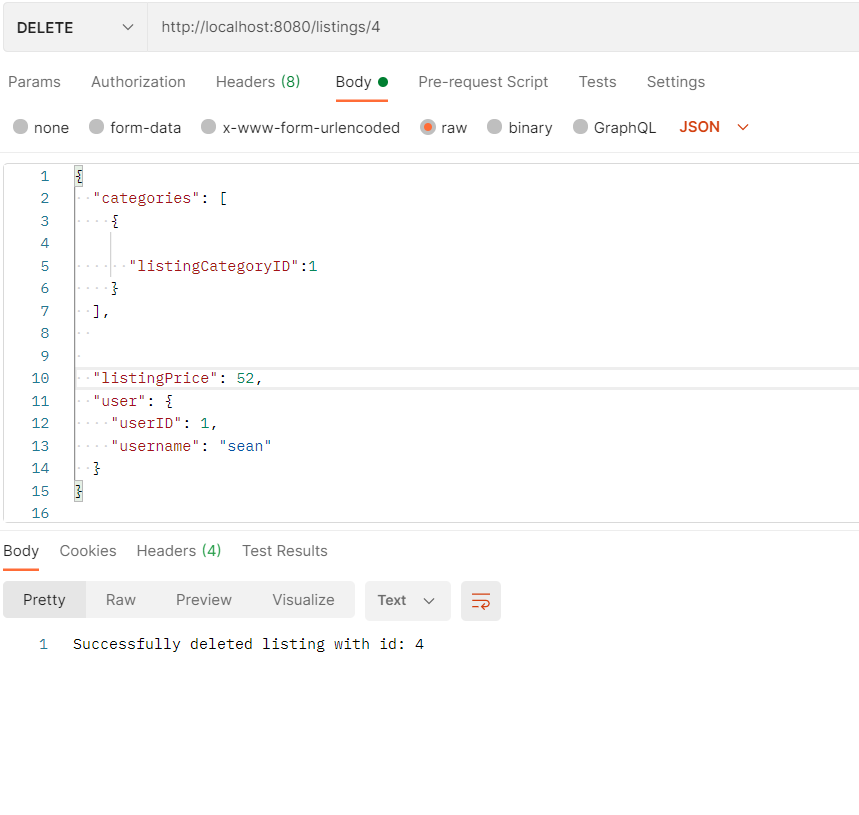 DELETE http://localhost:8080/listings/4
Params Authorization Headers (8) Body Pre-request Script Tests Settings
none form-data x-www-form-urlencoded raw binary GraphQL JSON
1 {
2 "categories": [
3 {
4
5 "listingCategoryID":1
6 }
7 ],
8
9
10 "listingPrice": 52,
11 "user": {
12 "userID": 1,
13 "username": "sean"
14 }
15 }
16
Body Cookies Headers (4) Test Results
Pretty Raw Preview Visualize Text
1 Successfully deleted listing with id: 4